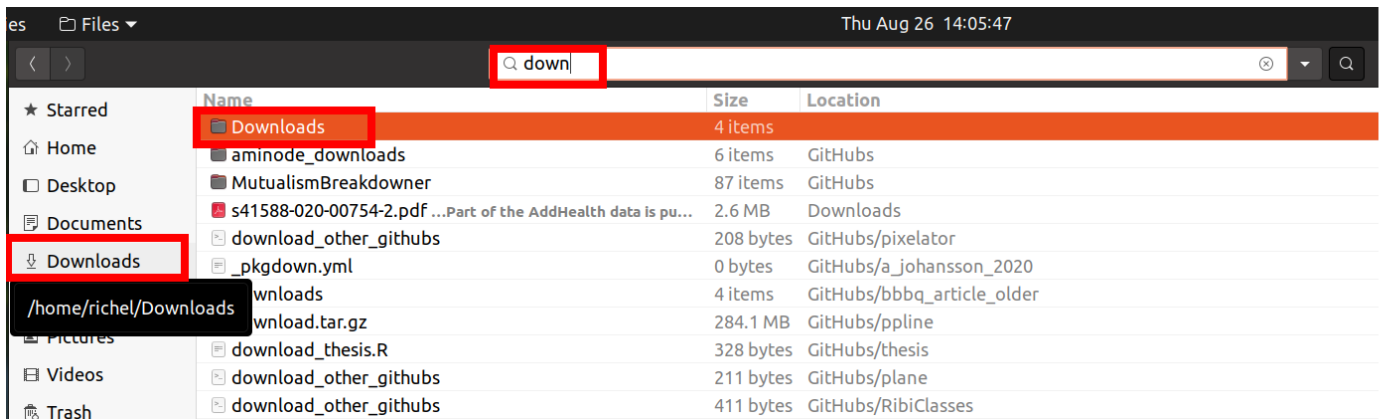 es Files Thu Aug 26 14:05:47
down
Name Size Location
Starred
Downloads 4 items
Home
aminode_downloads 6 items GitHubs
Desktop
MutualismBreakdowner 87 items GitHubs
s41588-020-00754-2.pdf ...Part of the AddHealth data is pu... 2.6 MB Downloads
Documents
download_other_githubs 208 bytes GitHubs/pixelator
Downloads
_pkgdown.yml 0 bytes GitHubs/a_johansson_2020
wnloads 4 items GitHubs/bbbq_article_older
/home/richel/Downloads
wnload.tar.gz 284.1 MB GitHubs/ppline
Pictures
download_thesis.R 328 bytes GitHubs/thesis
Videos
download_other_githubs 211 bytes GitHubs/plane
Trash
download_other_githubs 411 bytes GitHubs/RibiClasses